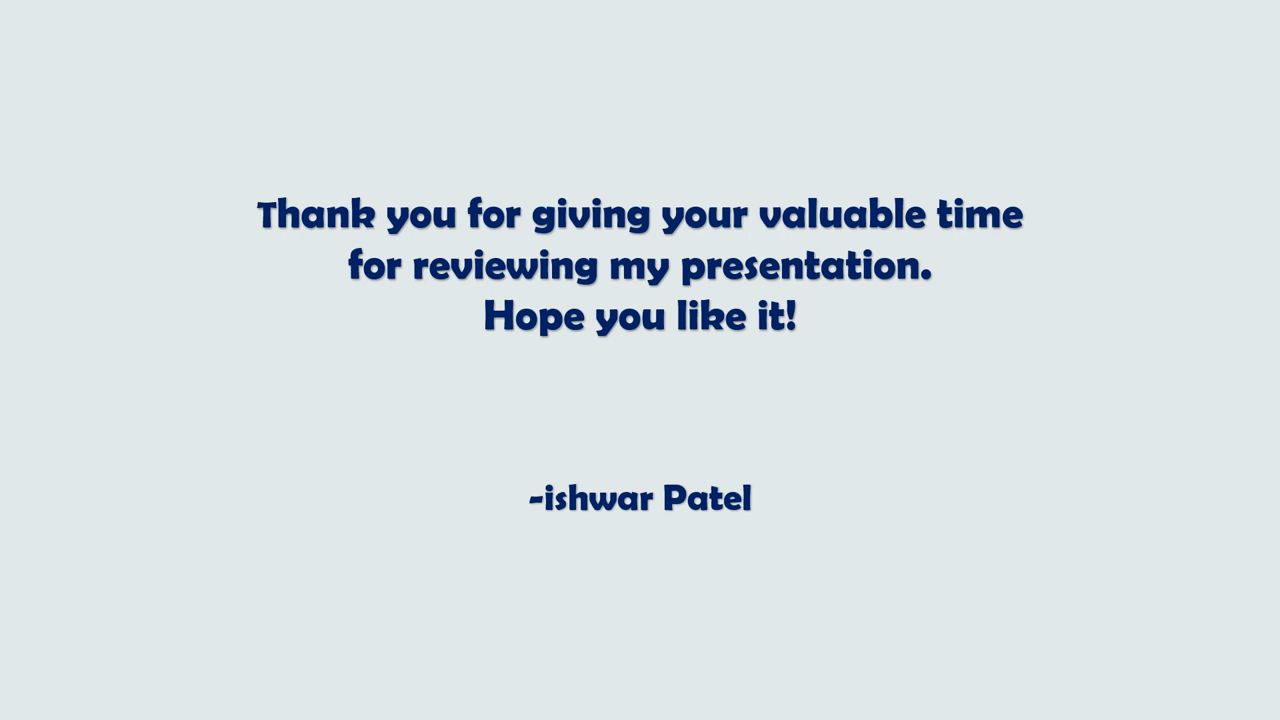 Thank you for giving your valuable time
for reviewing my presentation.
Hope you like it!
-ishwar Patel